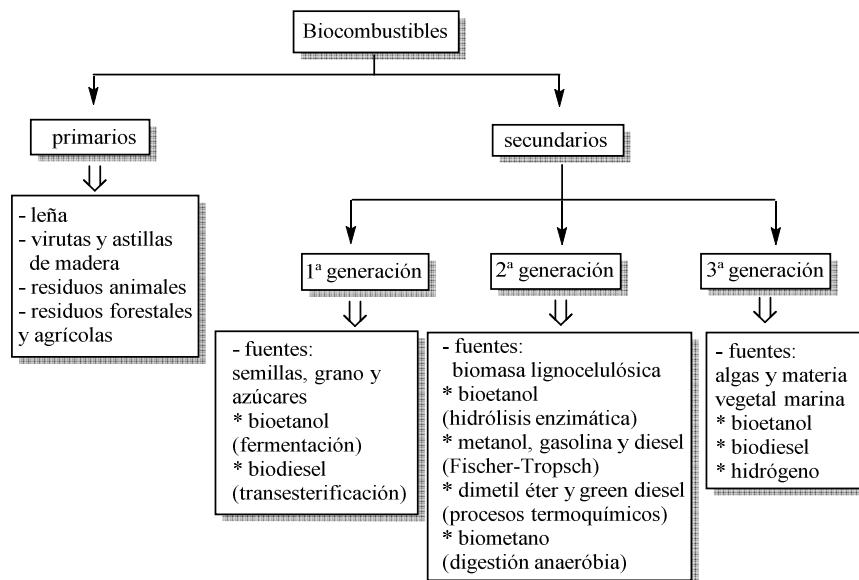 Biocombustibles
primarios
secundarios
- leña
- virutas y astillas
de madera
- residuos animales
- residuos forestales
y agrícolas
1ª generación
2ª generación
3ª generación
- fuentes:
semillas, grano y
azúcares
* bioetanol
(fermentación)
* biodiesel
(transesterificación)
- fuentes:
biomasa lignocelulósica
* bioetanol
(hidrólisis enzimática)
* metanol, gasolina y diesel
(Fischer-Tropsch)
* dimetil éter y green diesel
(procesos termoquímicos)
* biometano
(digestión anaeróbia)
- fuentes:
algas y materia
vegetal marina
* bioetanol
* biodiesel
* hidrógeno